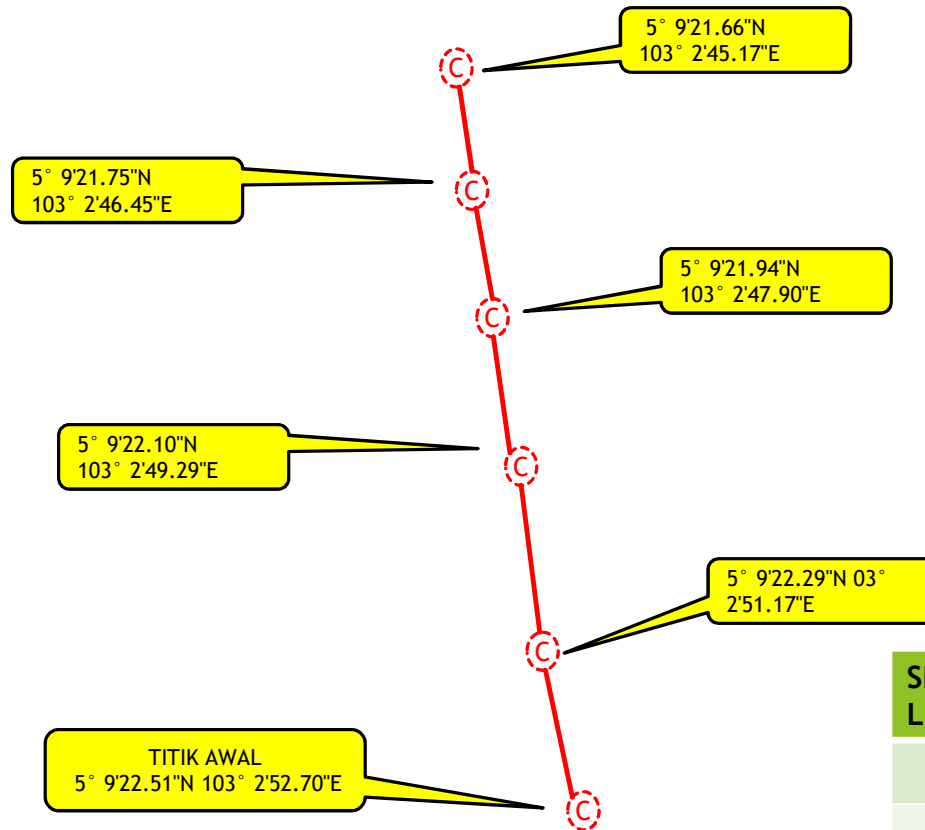 5° 9'21.66"N
103° 2'45.17"E
C
5° 9'21.75"N
103° 2'46.45"E
C
5° 9'21.94"N
103° 2'47.90"E
C
5° 9'22.10"N
103° 2'49.29"E
C
5° 9'22.29"N 03°
2'51.17"E
C
TITIK AWAL
5° 9'22.51"N 103° 2'52.70"E
C